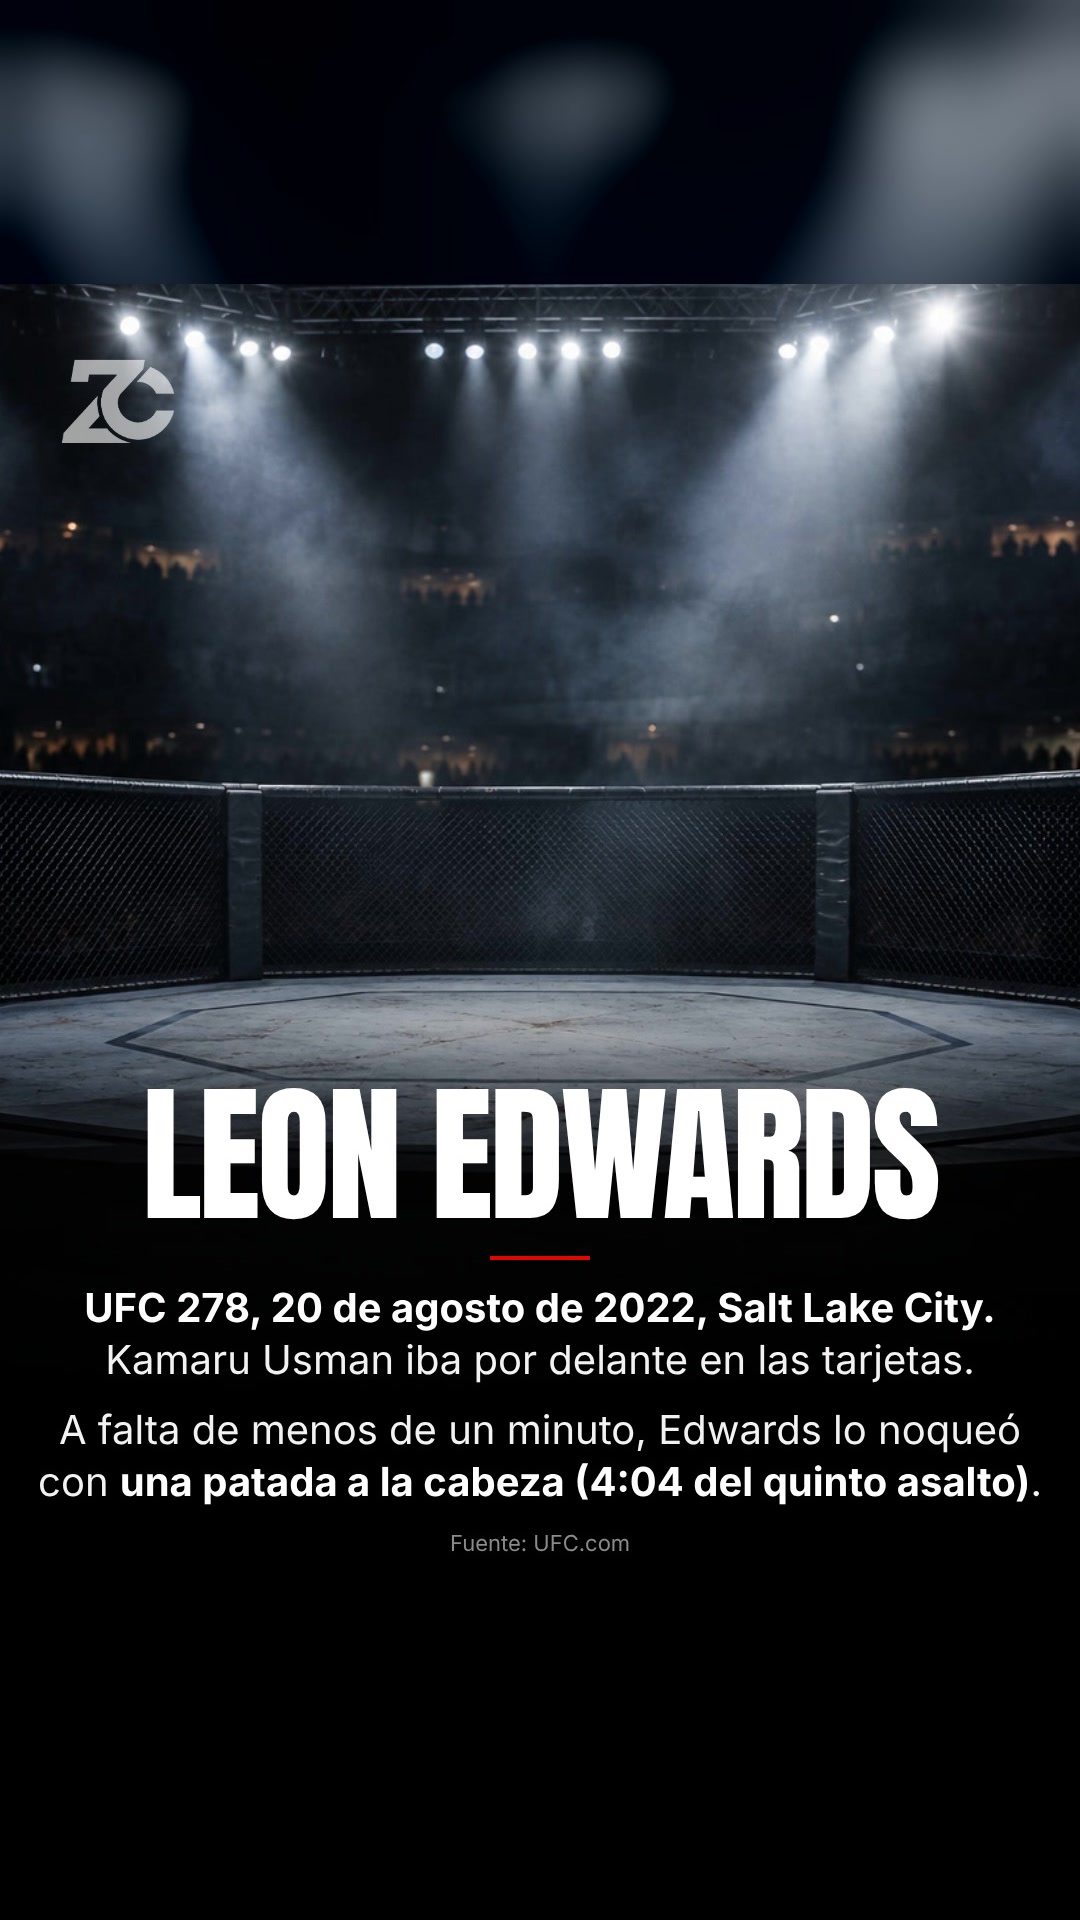 ZC
LEON EDWARDS
UFC 278, 20 de agosto de 2022, Salt Lake City.
Kamaru Usman iba por delante en las tarjetas.
A falta de menos de un minuto, Edwards lo noqueó
con una patada a la cabeza (4:04 del quinto asalto).
Fuente: UFC.com